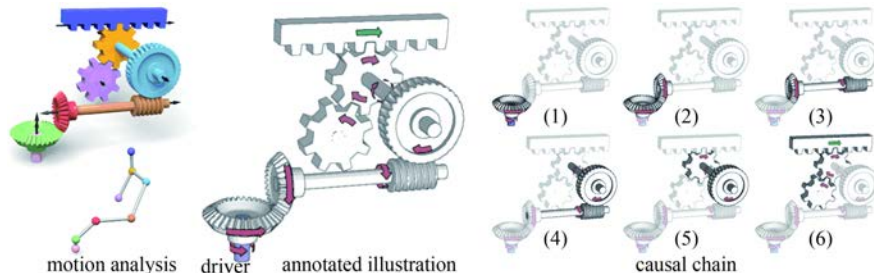 (1)
(2)
(3)
(4)
(5)
(6)
motion analysis
driver
annotated illustration
causal chain